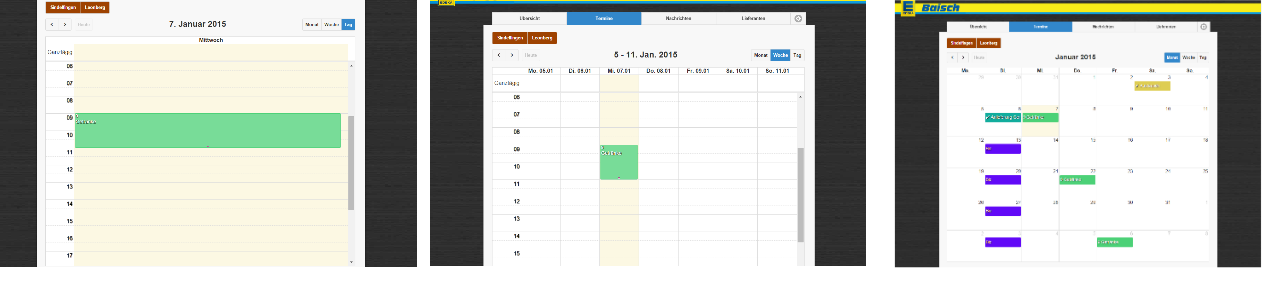 Sindelfingen Leonberg
< > Heute 7. Januar 2015 Monat Woche Tag
Mittwoch
Ganztägig
06
07
08
09
10
11
12
13
14
15
16
17
Übersicht Termine Nachrichten Lieferanten
Sindelfingen Leonberg
< > Heute 5 - 11. Jan. 2015 Monat Woche Tag
Mo. 05.01 Di. 06.01 Mi. 07.01 Do. 08.01 Fr. 09.01 Sa. 10.01 So. 11.01
Ganztägig
06
07
08
09
10
11
12
13
14
15
E Baisch
Übersicht Termine Nachrichten Lieferanten
Sindelfingen Leonberg
< > Heute Januar 2015 Monat Woche Tag
Mo. Di. Mi. Do. Fr. Sa. So.
29 30 31 1 2 3 4
5 6 7 8 9 10 11
12 13 14 15 16 17 18
19 20 21 22 23 24 25
26 27 28 29 30 31 1
2 3 4 5 6 7 8